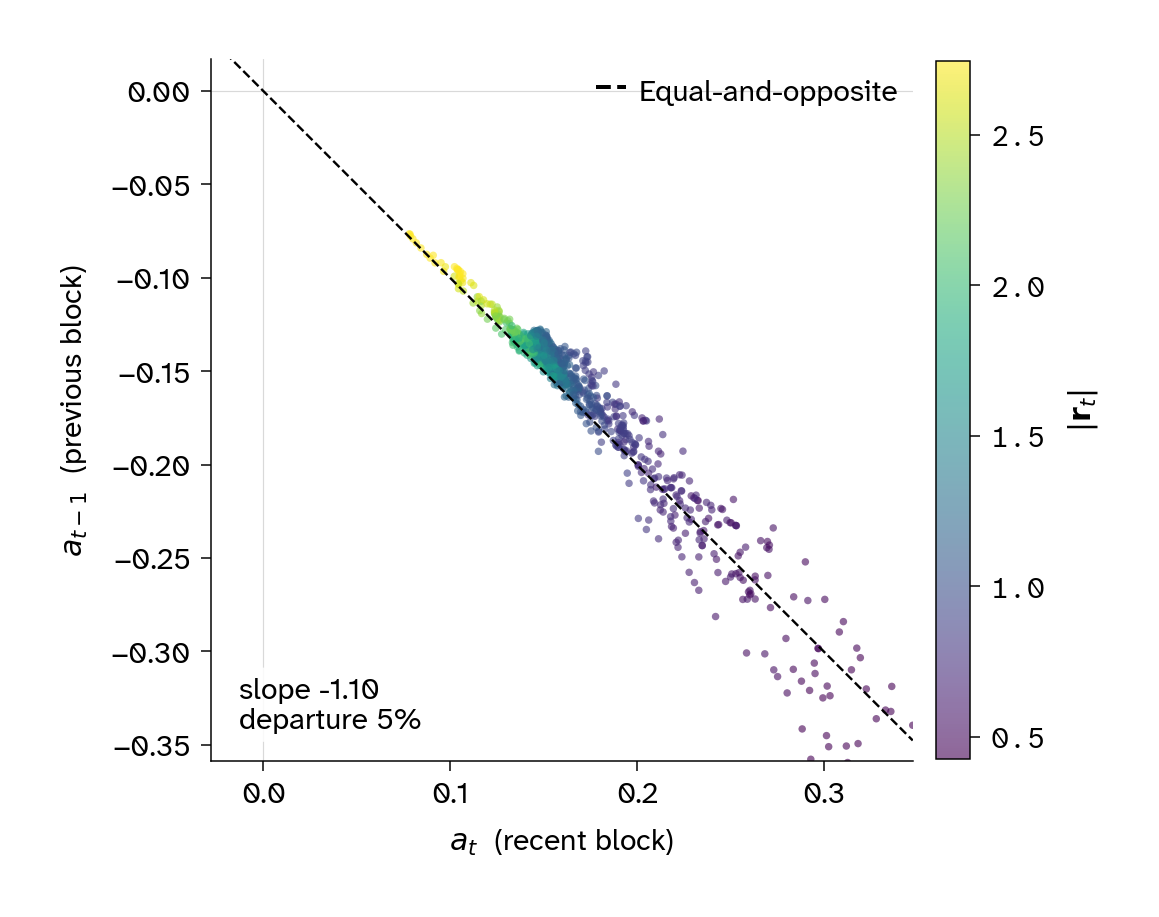 Equal-and-opposite
0.00
−0.05
−0.10
−0.15
−0.20
−0.25
−0.30
−0.35
a_{t−1} (previous block)
slope -1.10
departure 5%
0.0
0.1
0.2
0.3
a_t (recent block)
2.5
2.0
1.5
1.0
0.5
|r_t|